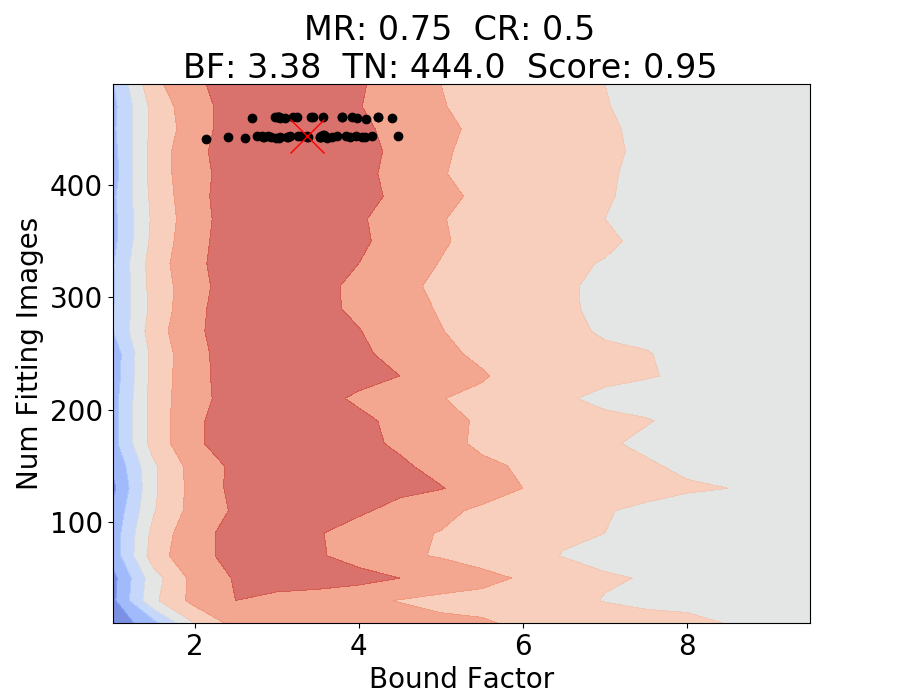 MR: 0.75 CR: 0.5
BF: 3.38 TN: 444.0 Score: 0.95
Num Fitting Images
400
300
200
100
2 4 6 8
Bound Factor